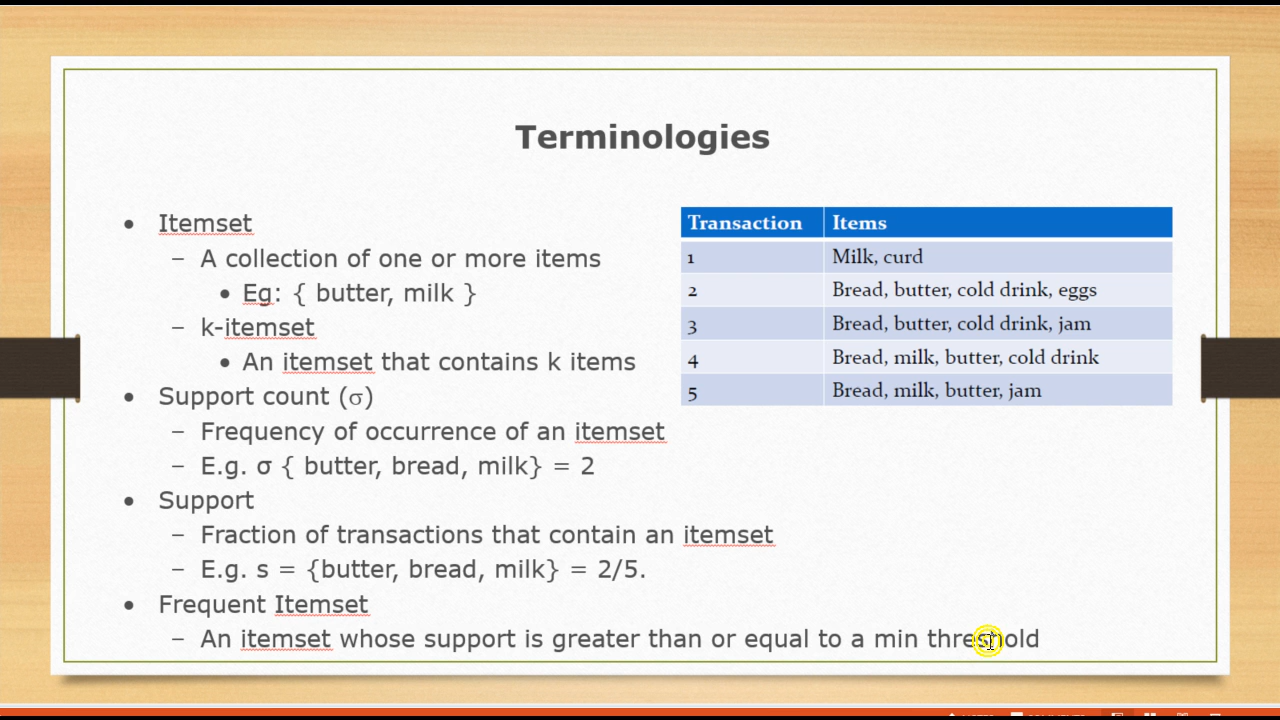 Terminologies
• Itemset
– A collection of one or more items
• Eg: { butter, milk }
– k-itemset
• An itemset that contains k items
• Support count (σ)
– Frequency of occurrence of an itemset
– E.g. σ { butter, bread, milk} = 2
• Support
– Fraction of transactions that contain an itemset
– E.g. s = {butter, bread, milk} = 2/5.
• Frequent Itemset
– An itemset whose support is greater than or equal to a min threshold
Transaction Items
1 Milk, curd
2 Bread, butter, cold drink, eggs
3 Bread, butter, cold drink, jam
4 Bread, milk, butter, cold drink
5 Bread, milk, butter, jam